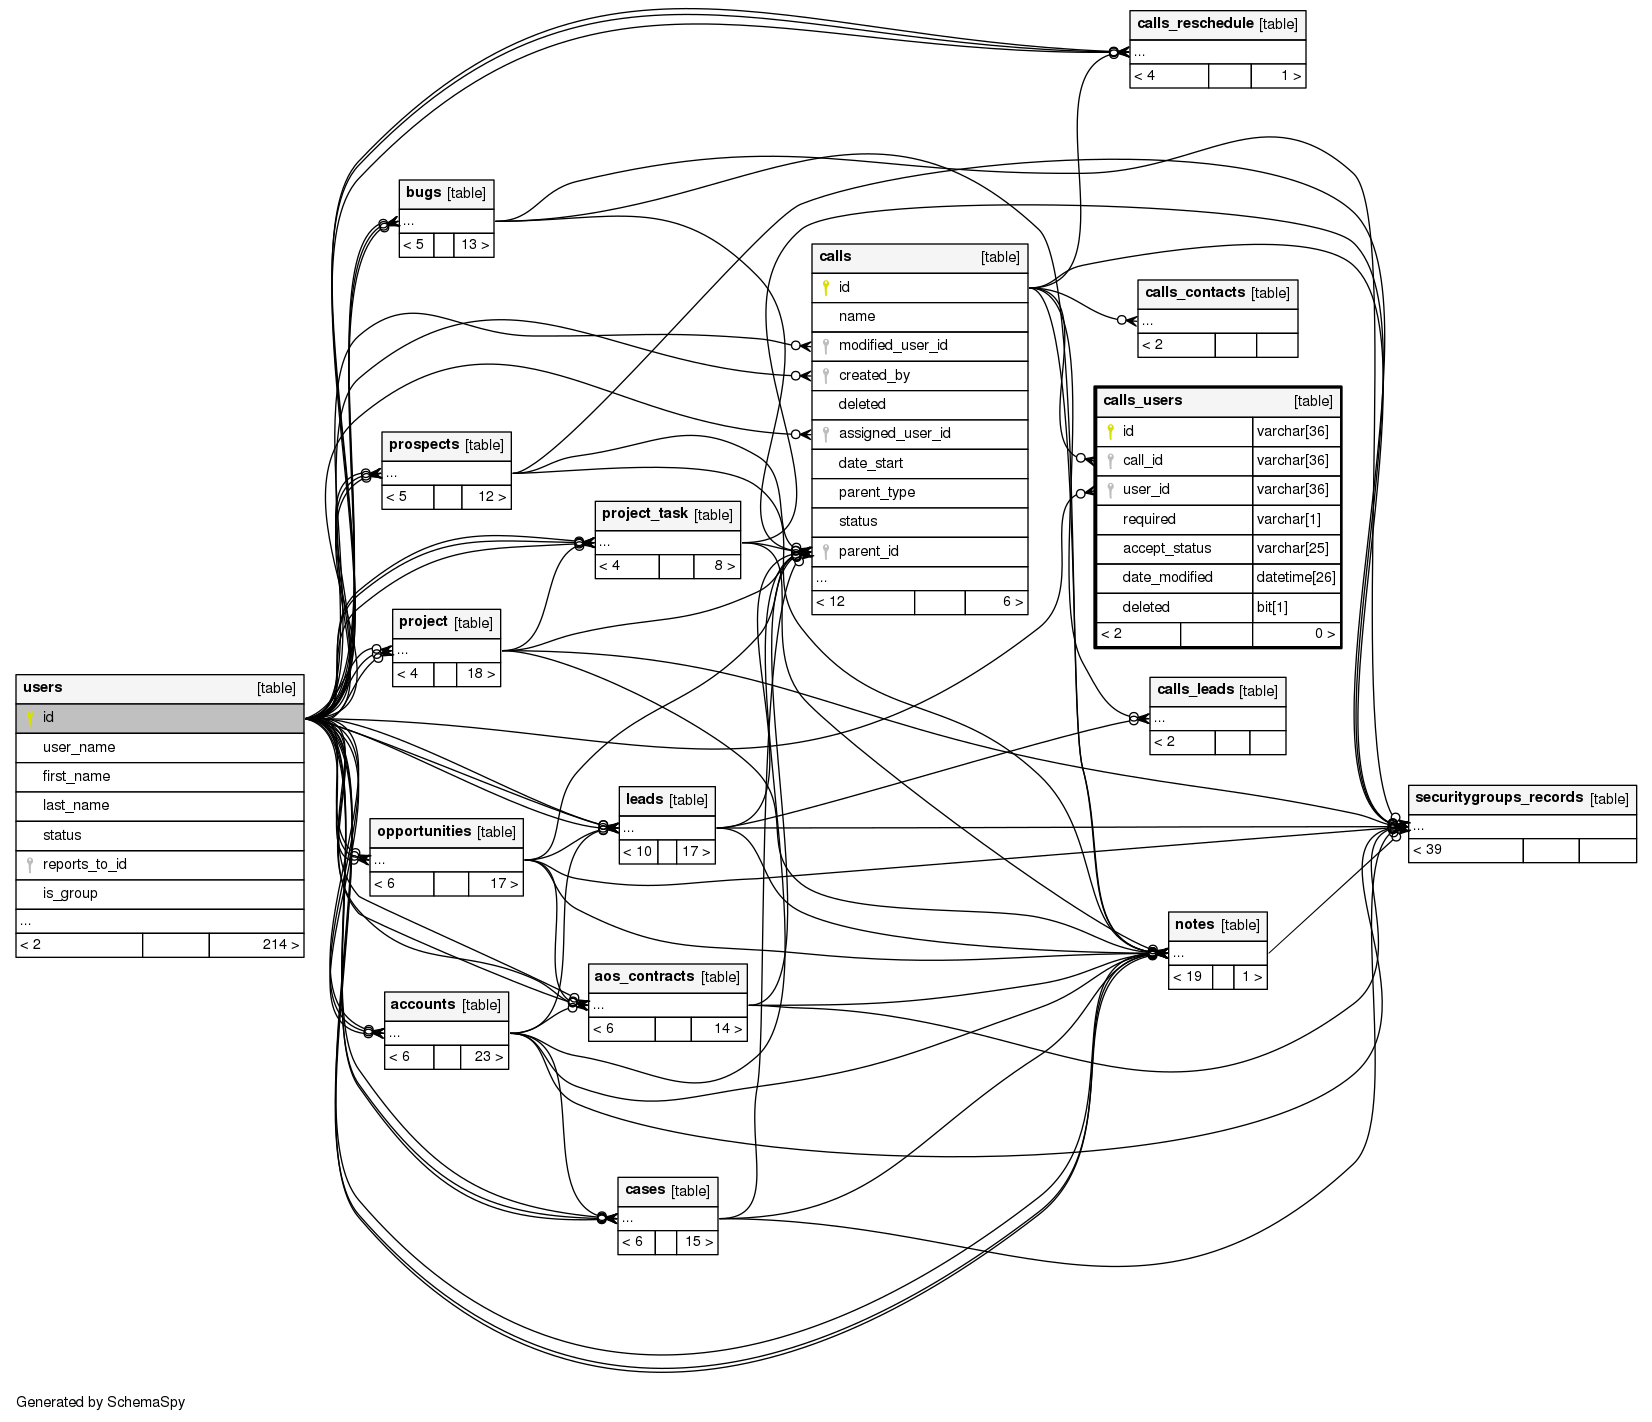 calls_reschedule [table]
...
< 4 1 >
bugs [table]
...
< 5 13 >
calls [table]
id
name
modified_user_id
created_by
deleted
assigned_user_id
date_start
parent_type
status
parent_id
...
< 12 6 >
calls_contacts [table]
...
< 2
calls_users [table]
id varchar[36]
call_id varchar[36]
user_id varchar[36]
required varchar[1]
accept_status varchar[25]
date_modified datetime[26]
deleted bit[1]
< 2 0 >
prospects [table]
...
< 5 12 >
project_task [table]
...
< 4 8 >
project [table]
...
< 4 18 >
users [table]
id
user_name
first_name
last_name
status
reports_to_id
is_group
...
< 2 214 >
calls_leads [table]
...
< 2
leads [table]
...
< 10 17 >
securitygroups_records [table]
...
< 39
opportunities [table]
...
< 6 17 >
notes [table]
...
< 19 1 >
aos_contracts [table]
...
< 6 14 >
accounts [table]
...
< 6 23 >
cases [table]
...
< 6 15 >
Generated by SchemaSpy